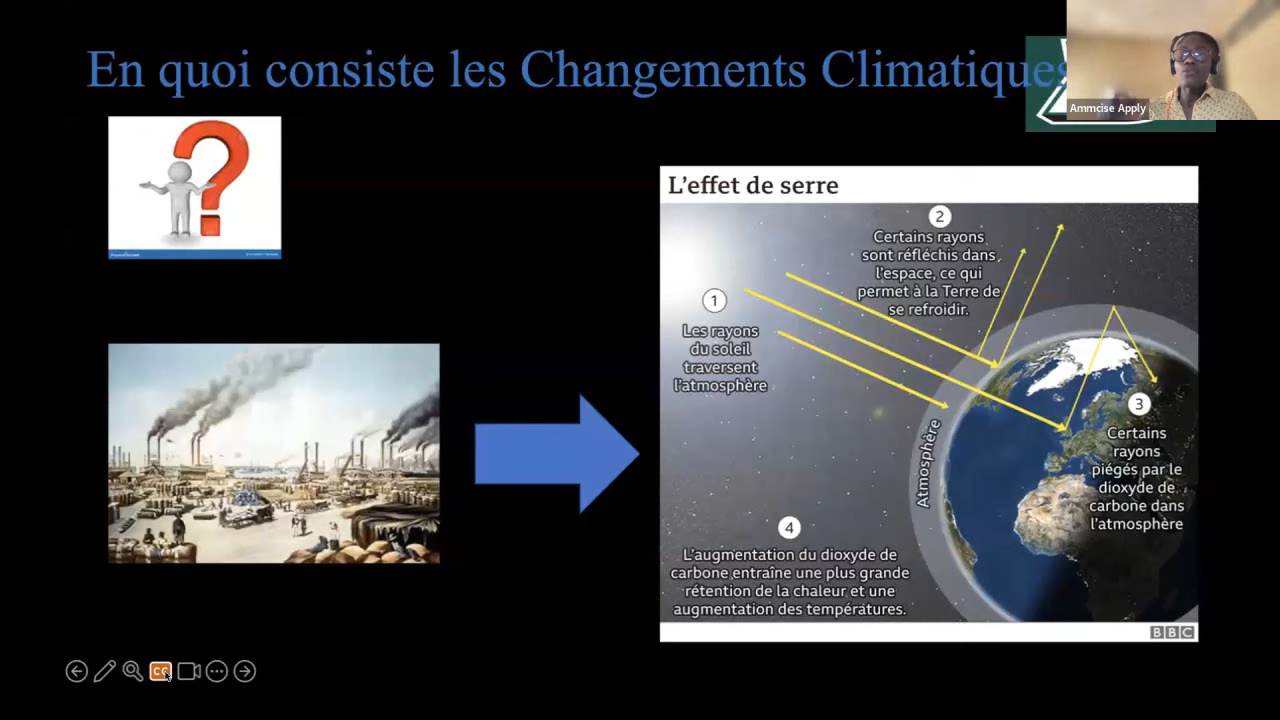 En quoi consiste les Changements Climatiques
Ammcise Apply
L'effet de serre
1
Les rayons
du soleil
traversent
l'atmosphère
2
Certains rayons
sont réfléchis dans
l'espace, ce qui
permet à la Terre de
se refroidir.
Atmosphère
3
Certains
rayons
piégés par le
dioxyde de
carbone dans
l'atmosphère
4
L'augmentation du dioxyde de
carbone entraîne une plus grande
rétention de la chaleur et une
augmentation des températures.
BBC
CC